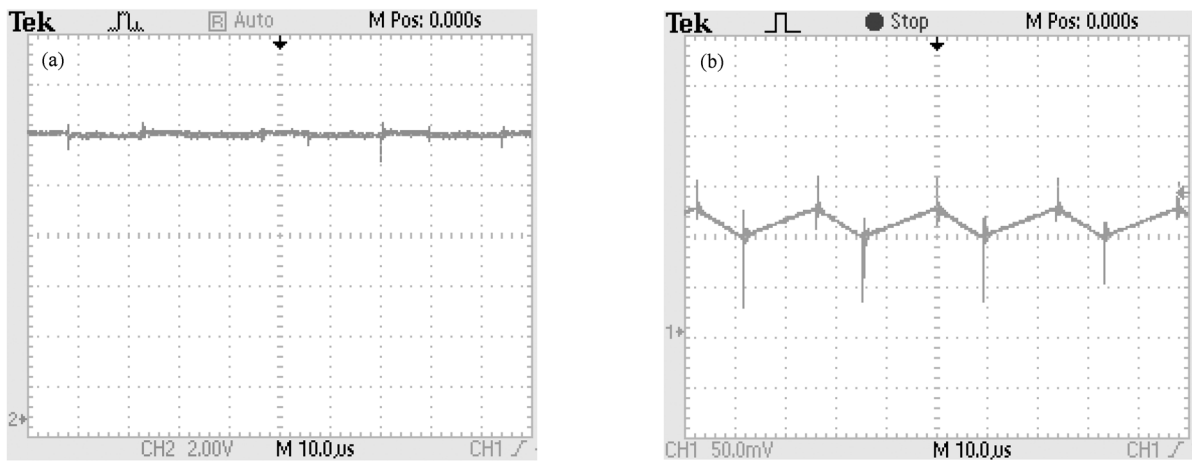 Tek R Auto M Pos: 0.000s
(a)
2
CH2 2.00V M 10.0µs CH1
Tek Stop M Pos: 0.000s
(b)
1
CH1 50.0mV M 10.0µs CH1